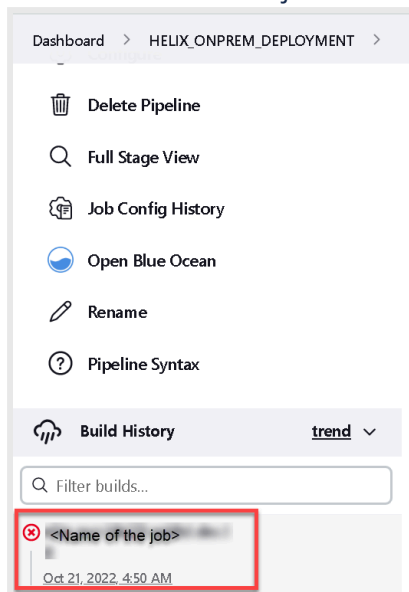 Dashboard > HELIX_ONPREM_DEPLOYMENT >
Delete Pipeline
Full Stage View
Job Config History
Open Blue Ocean
Rename
Pipeline Syntax
Build History trend
Filter builds...
<Name of the job>
Oct 21, 2022, 4:50 AM